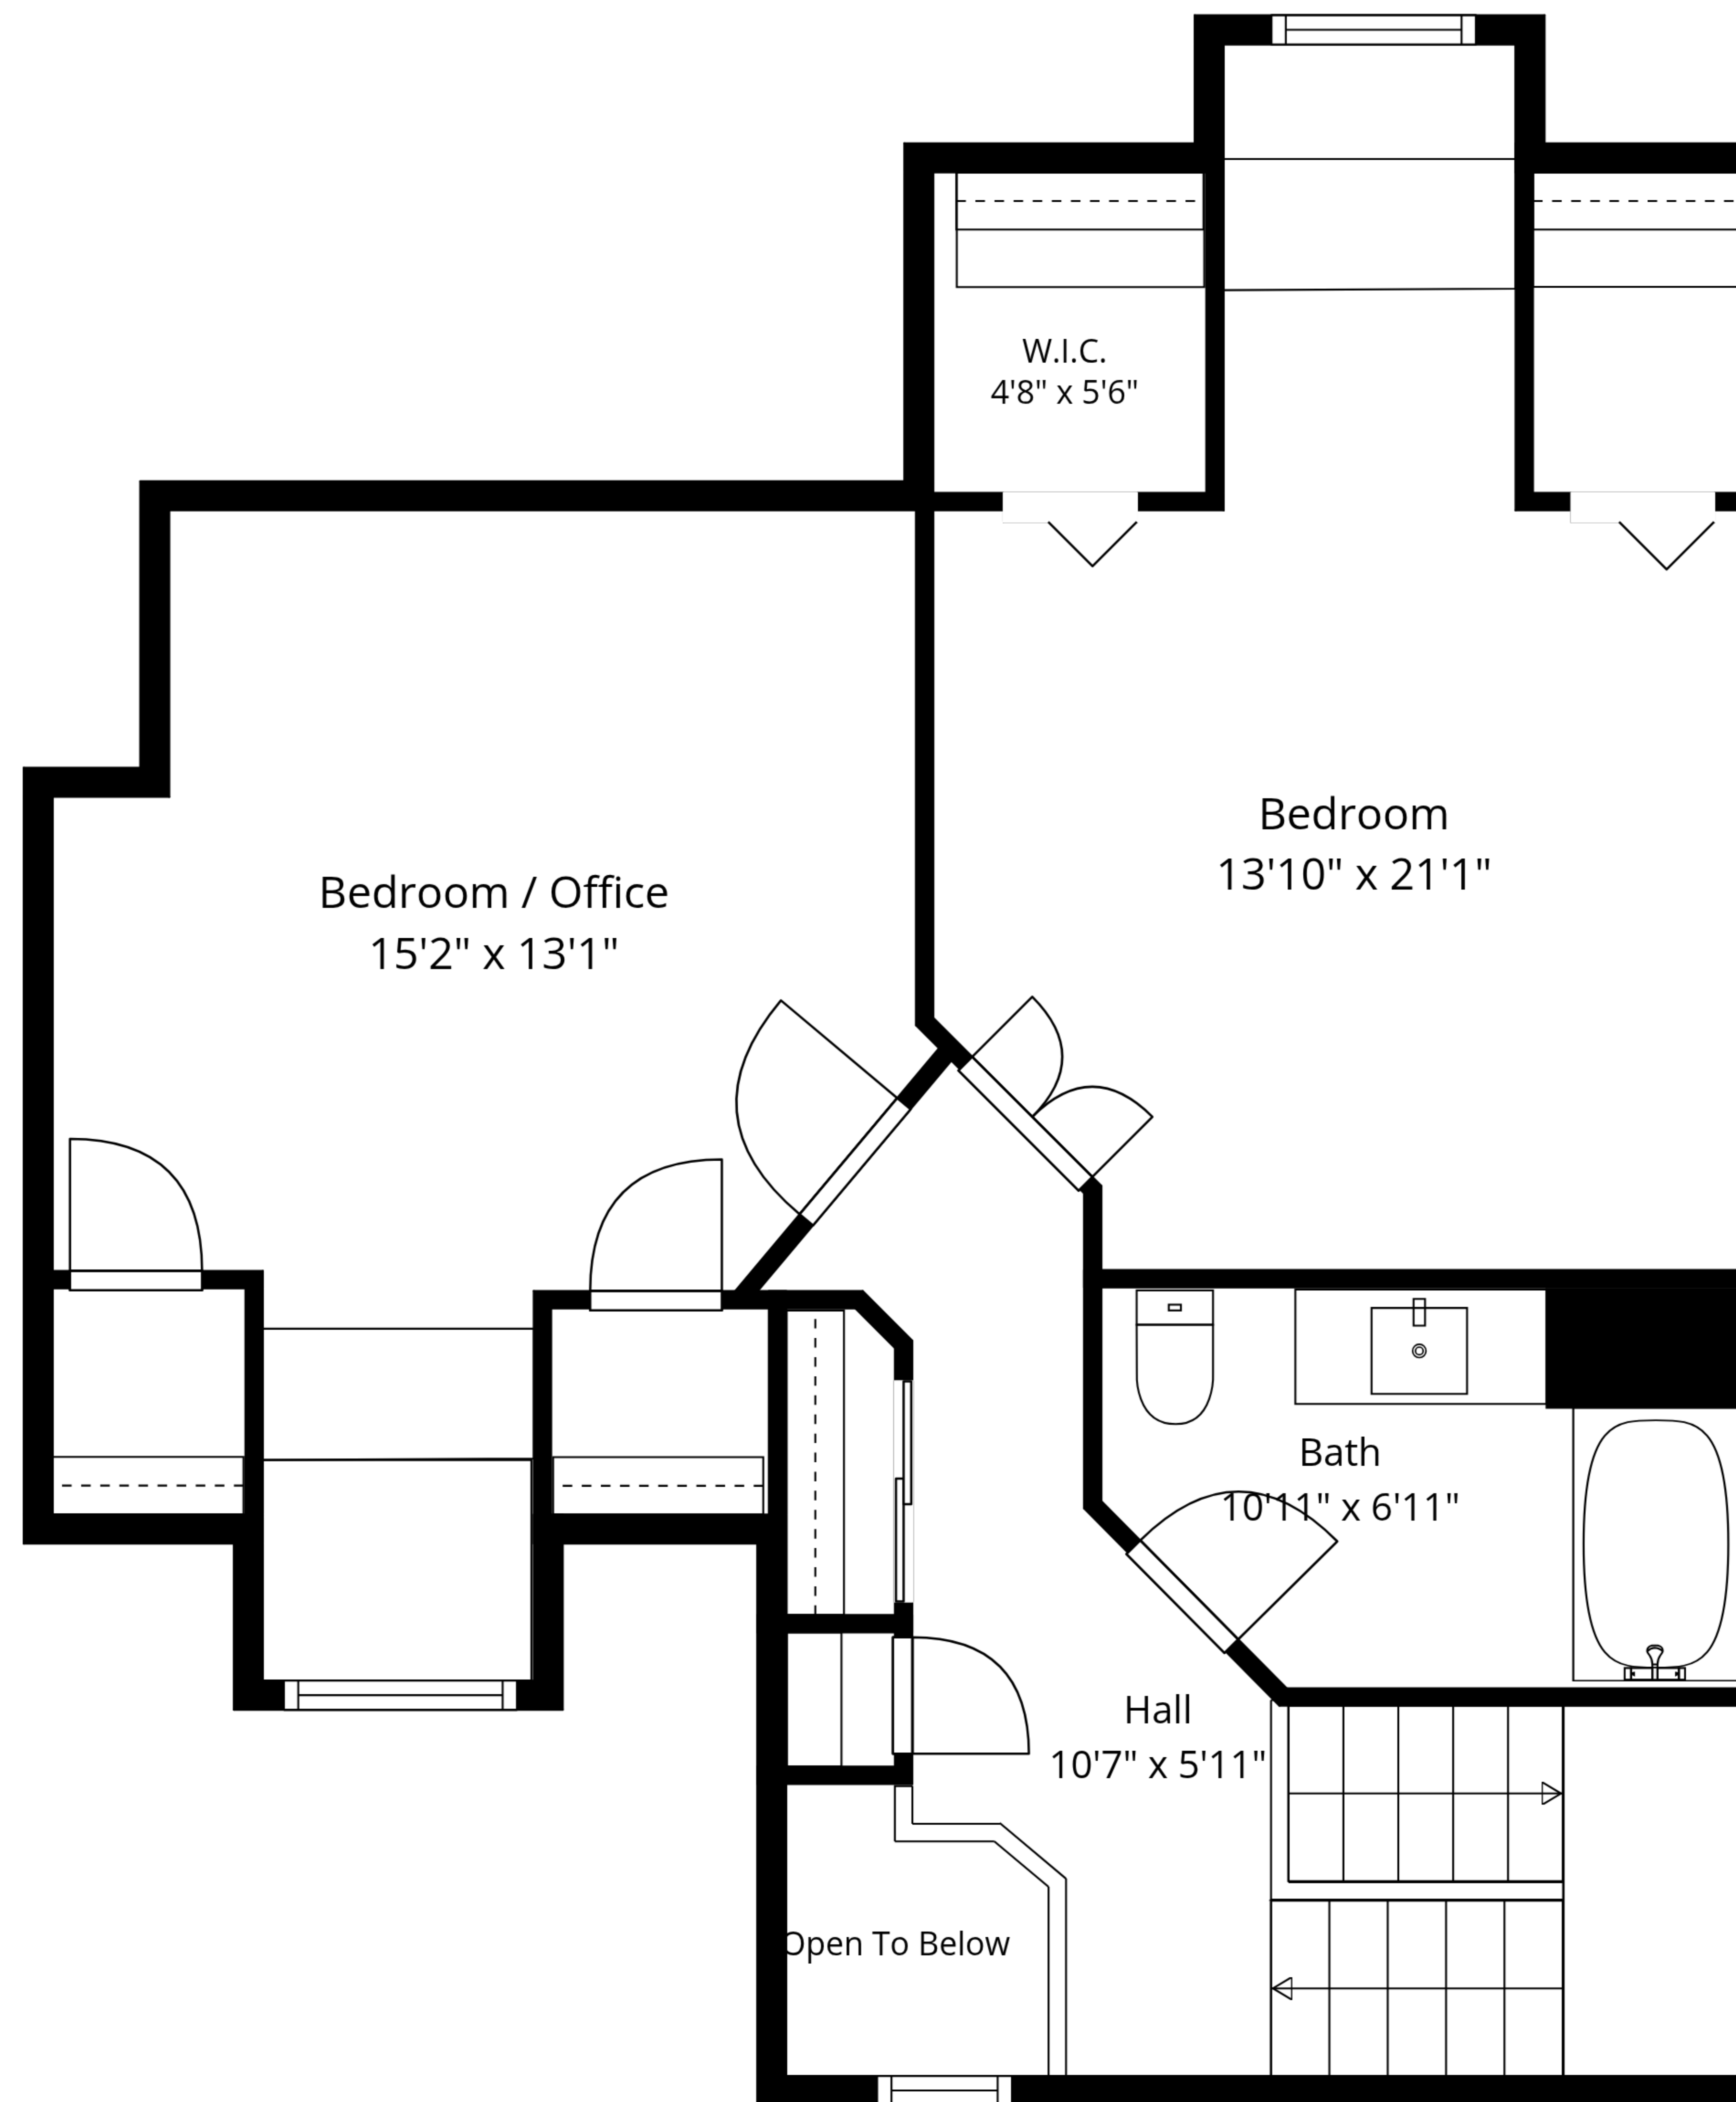 W.I.C.
4'8" x 5'6"
Bedroom
13'10" x 21'1"
Bedroom / Office
15'2" x 13'1"
Bath
10'11" x 6'11"
Hall
10'7" x 5'11"
Open To Below